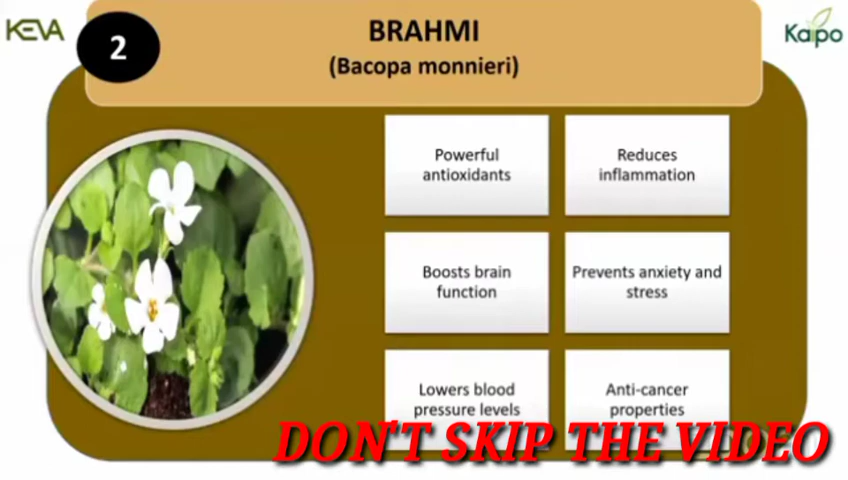 KEVA
2
BRAHMI
(Bacopa monnieri)
Kaipo
Powerful
antioxidants
Reduces
inflammation
Boosts brain
function
Prevents anxiety and
stress
Lowers blood
pressure levels
Anti-cancer
properties
DON'T SKIP THE VIDEO